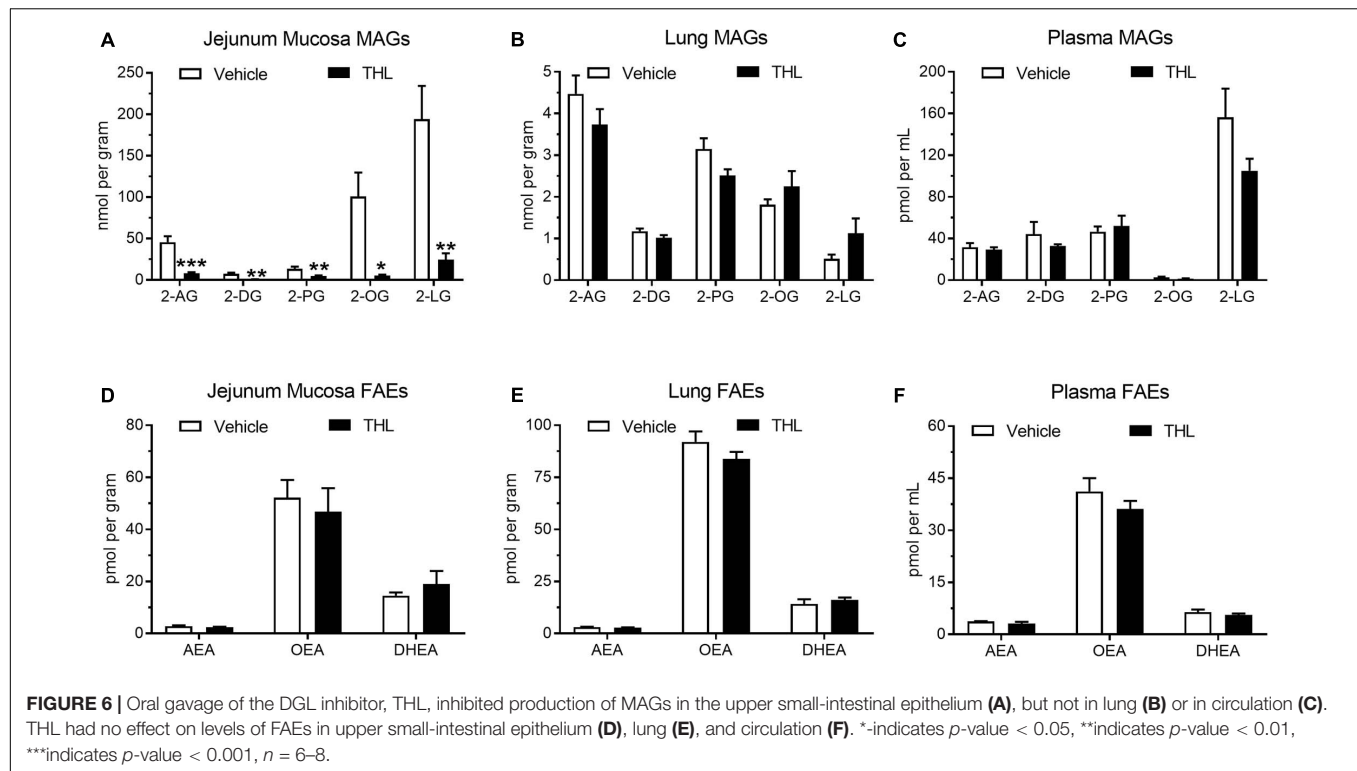 A
Jejunum Mucosa MAGs
Vehicle THL
nmol per gram
250
200
150
100
50
0
*** ** ** * **
2-AG 2-DG 2-PG 2-OG 2-LG
B
Lung MAGs
Vehicle THL
nmol per gram
5
4
3
2
1
0
2-AG 2-DG 2-PG 2-OG 2-LG
C
Plasma MAGs
Vehicle THL
pmol per mL
200
160
120
80
40
0
2-AG 2-DG 2-PG 2-OG 2-LG
D
Jejunum Mucosa FAEs
Vehicle THL
pmol per gram
80
60
40
20
0
AEA OEA DHEA
E
Lung FAEs
Vehicle THL
pmol per gram
100
75
50
25
0
AEA OEA DHEA
F
Plasma FAEs
Vehicle THL
pmol per mL
60
45
30
15
0
AEA OEA DHEA
FIGURE 6 | Oral gavage of the DGL inhibitor, THL, inhibited production of MAGs in the upper small-intestinal epithelium (A), but not in lung (B) or in circulation (C).
THL had no effect on levels of FAEs in upper small-intestinal epithelium (D), lung (E), and circulation (F). *-indicates p-value < 0.05, **indicates p-value < 0.01,
***indicates p-value < 0.001, n = 6–8.